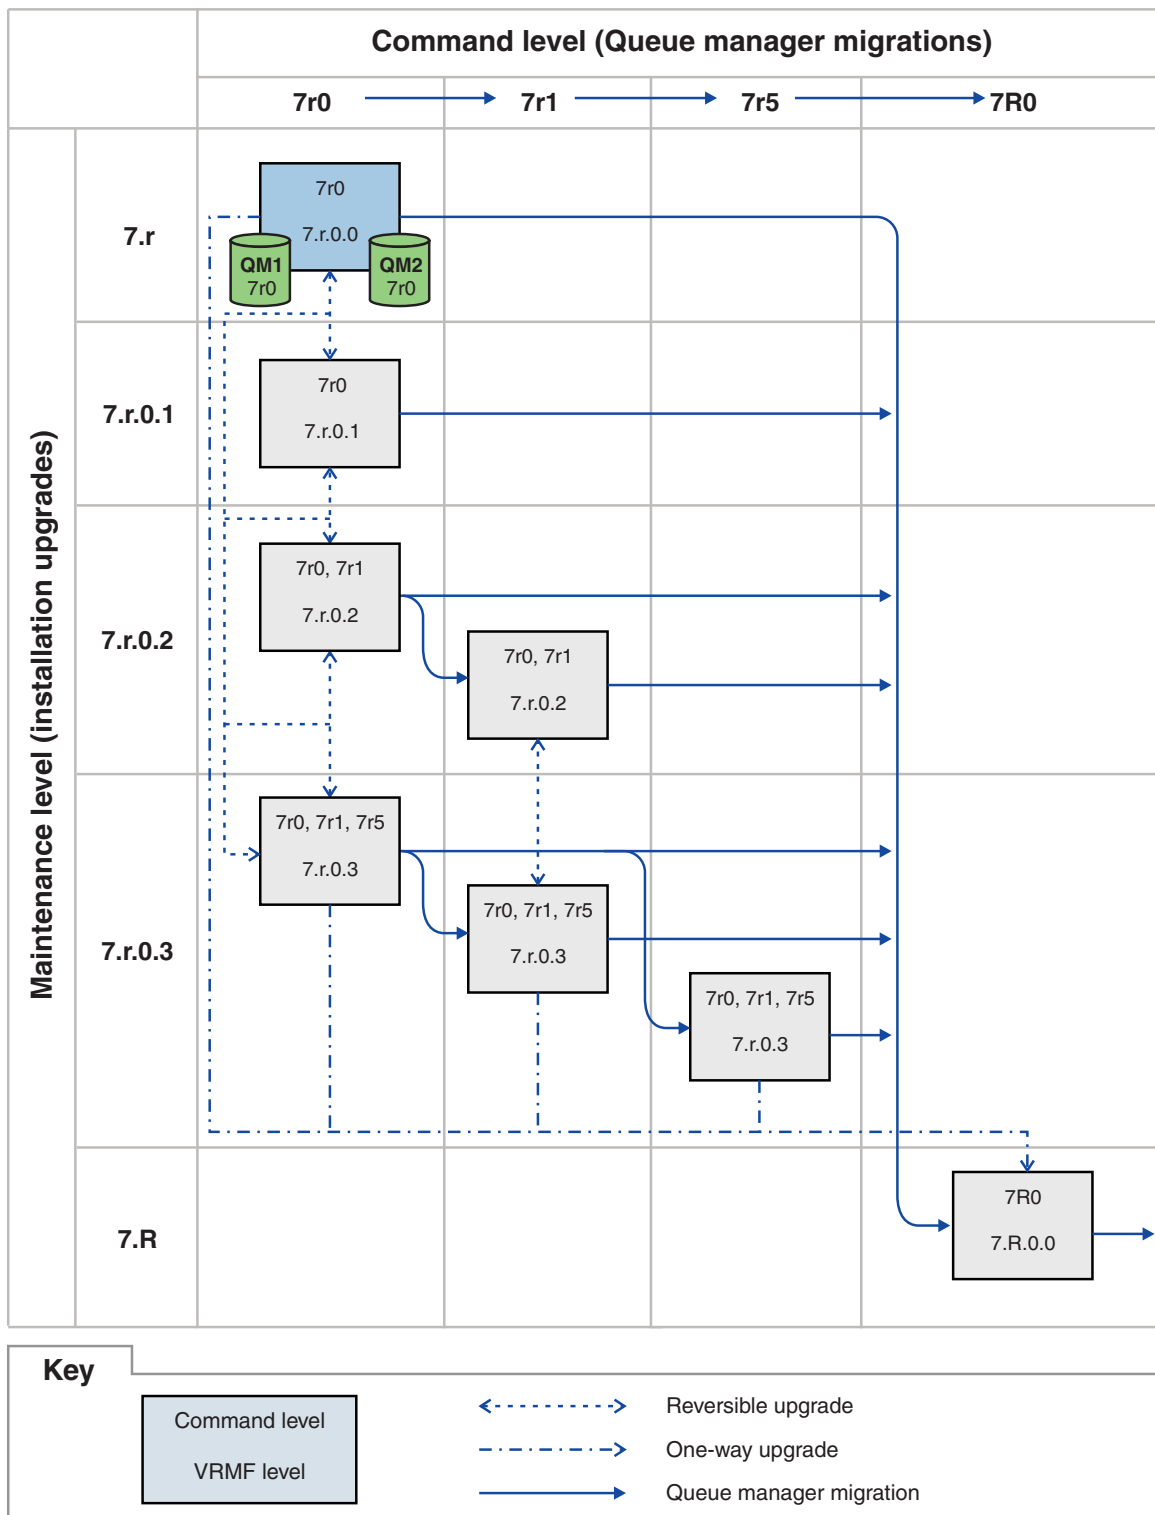 Command level (Queue manager migrations)
7r0 7r1 7r5 7R0
Maintenance level (installation upgrades)
7.r
7r0
7.r.0.0
QM1
7r0
QM2
7r0
7.r.0.1
7r0
7.r.0.1
7.r.0.2
7r0, 7r1
7.r.0.2
7r0, 7r1
7.r.0.2
7.r.0.3
7r0, 7r1, 7r5
7.r.0.3
7r0, 7r1, 7r5
7.r.0.3
7r0, 7r1, 7r5
7.r.0.3
7.R
7R0
7.R.0.0
Key
Command level
VRMF level
Reversible upgrade
One-way upgrade
Queue manager migration